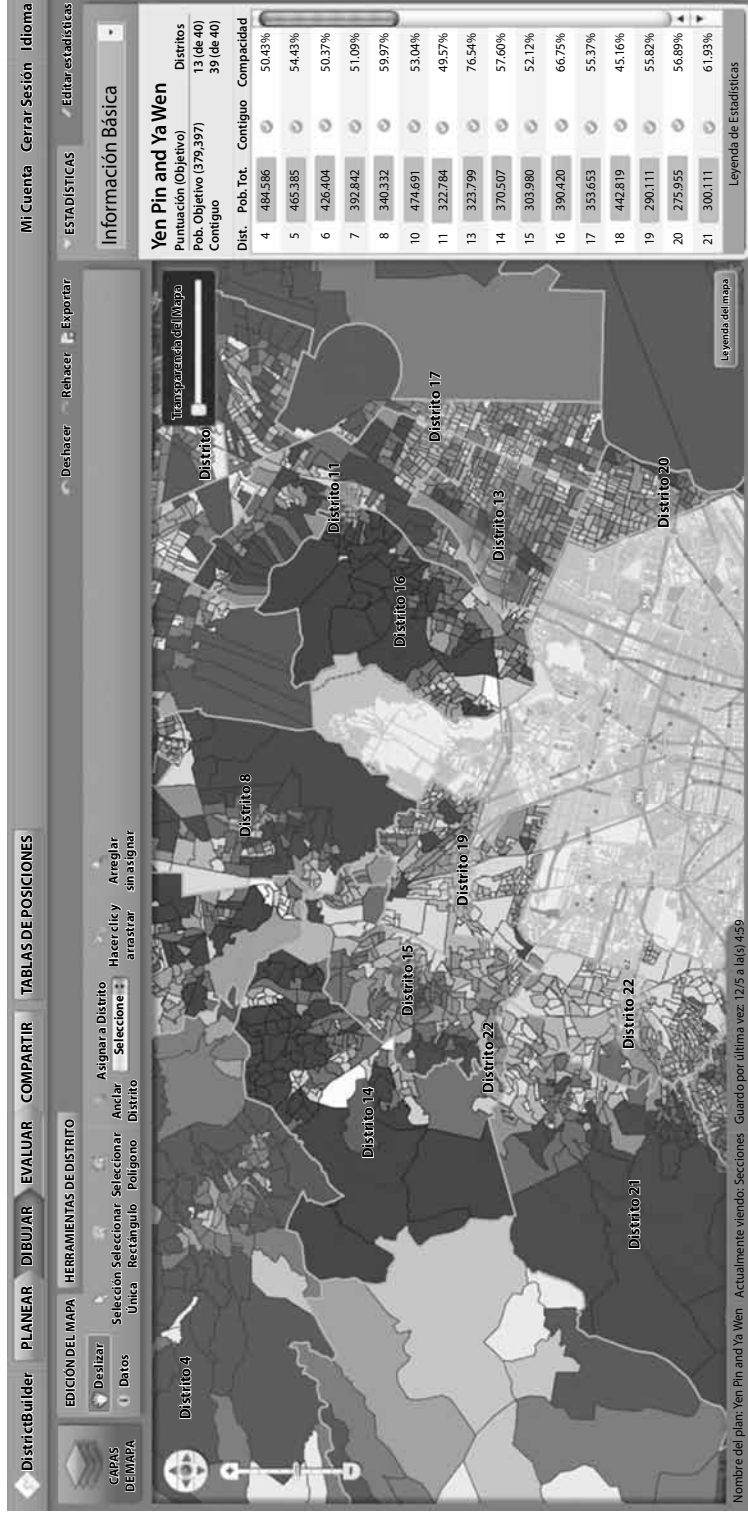 DistrictBuilder PLANEAR DIBUJAR EVALUAR COMPARTIR TABLAS DE POSICIONES Mi Cuenta Cerrar Sesión Idioma
CAPAS
DE MAPA
EDICIÓN DEL MAPA HERRAMIENTAS DE DISTRITO
Deslizar
Datos
Selección
Única
Seleccionar
Rectángulo
Seleccionar
Polígono
Anclar
Distrito
Asignar a Distrito
Seleccione
Hacer clic y
arrastrar
Arreglar
sin asignar
Deshacer Rehacer Exportar
Transparencia del Mapa
Distrito 4
Distrito 8
Distrito
Distrito 11
Distrito 14
Distrito 15
Distrito 16
Distrito 17
Distrito 13
Distrito 19
Distrito 22
Distrito 22
Distrito 21
Distrito 20
Leyenda del mapa
ESTADÍSTICAS Editar estadísticas
Información Básica
Yen Pin and Ya Wen
Puntuación (Objetivo) Distritos
Pob. Objetivo (379,397) 13 (de 40)
Contiguo 39 (de 40)
Dist. Pob. Tot. Contiguo Compacidad
4 484.586 50.43%
5 465.385 54.43%
6 426.404 50.37%
7 392.842 51.09%
8 340.332 59.97%
10 474.691 53.04%
11 322.784 49.57%
13 323.799 76.54%
14 370.507 57.60%
15 303.980 52.12%
16 390.420 66.75%
17 353.653 55.37%
18 442.819 45.16%
19 290.111 55.82%
20 275.955 56.89%
21 300.111 61.93%
Leyenda de Estadísticas
Nombre del plan: Yen Pin and Ya Wen Actualmente viendo: Secciones Guardo por última vez: 12/5 a la(s) 4:59